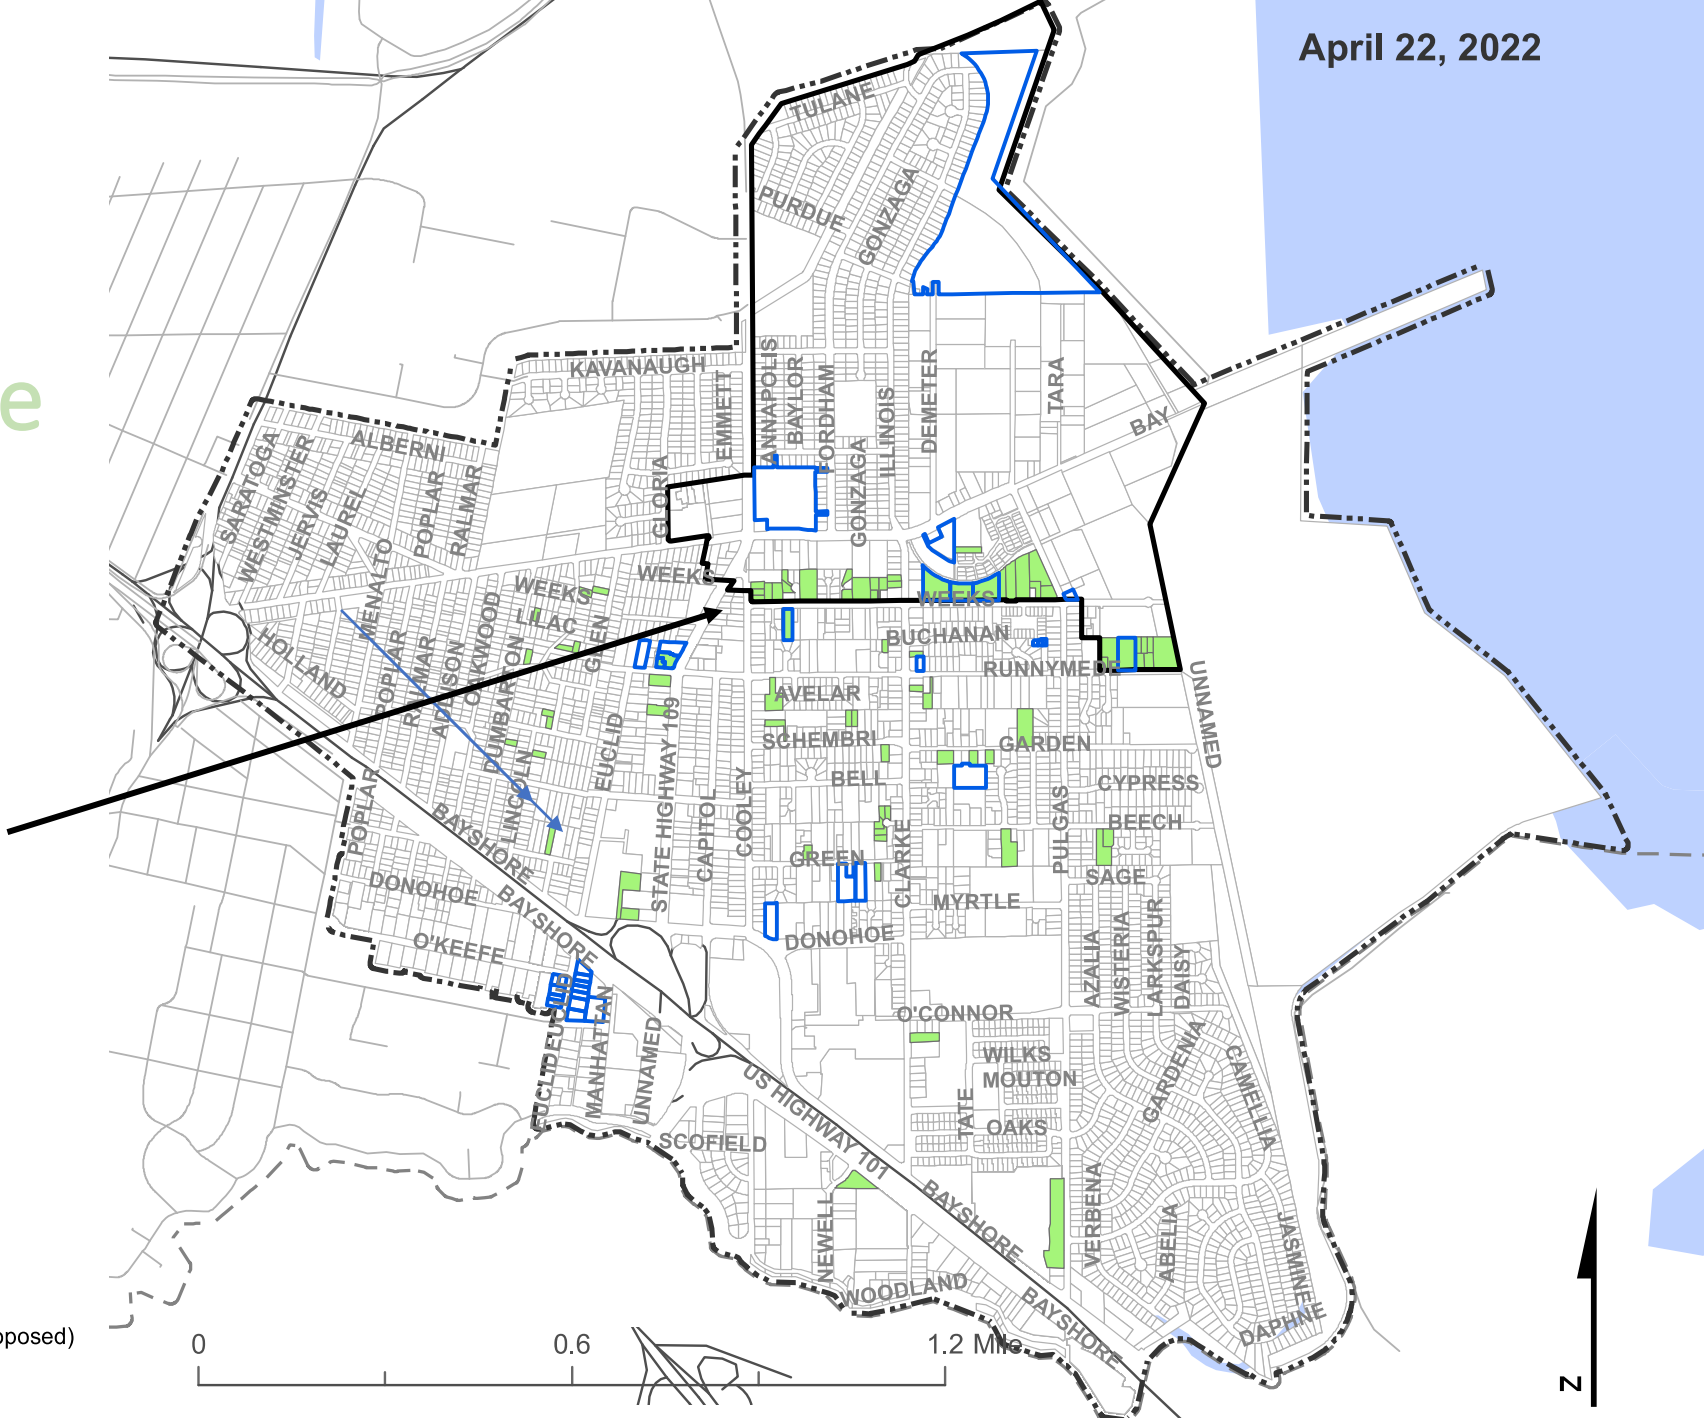 April 22, 2022
TULANE
PURDUE
GONZAGA
e
KAVANAUGH
EMMETT
ANNAPOLIS
BAYLOR
FORDHAM
ILLINOIS
DEMETER
TARA
BAY
SARATOGA
WESTMINSTER
JERVIS
LAUREL
ALBERNI
POPLAR
RALMAR
GLORIA
GONZAGA
MENALTO
WEEKS
WEEKS
WEEKS
LILAC
HOLLAND
POPLAR
RALMAR
ADDISON
OAKWOOD
DUMBARTON
GLEN
BUCHANAN
RUNNYMEDE
UNNAMED
AVELAR
SCHEMBRI
GARDEN
EUCLID
STATE HIGHWAY 109
BELL
CYPRESS
LINCOLN
CAPITOL
COOLEY
BEECH
POPLAR
BAYSHORE
GREEN
CLARKE
PULGAS
SAGE
DONOHOE
BAYSHORE
MYRTLE
DONOHOE
O'KEEFE
AZALIA
WISTERIA
LARKSPUR
DAISY
EUCLID
EUCLID
MANHATTAN
UNNAMED
O'CONNOR
WILKS
MOUTON
GARDENIA
CAMELLIA
US HIGHWAY 101
TATE
OAKS
SCOFIELD
NEWELL
BAYSHORE
VERBENA
ABELIA
JASMINE
WOODLAND
BAYSHORE
DAPHNE
oposed)
0
0.6
1.2 Mile
N